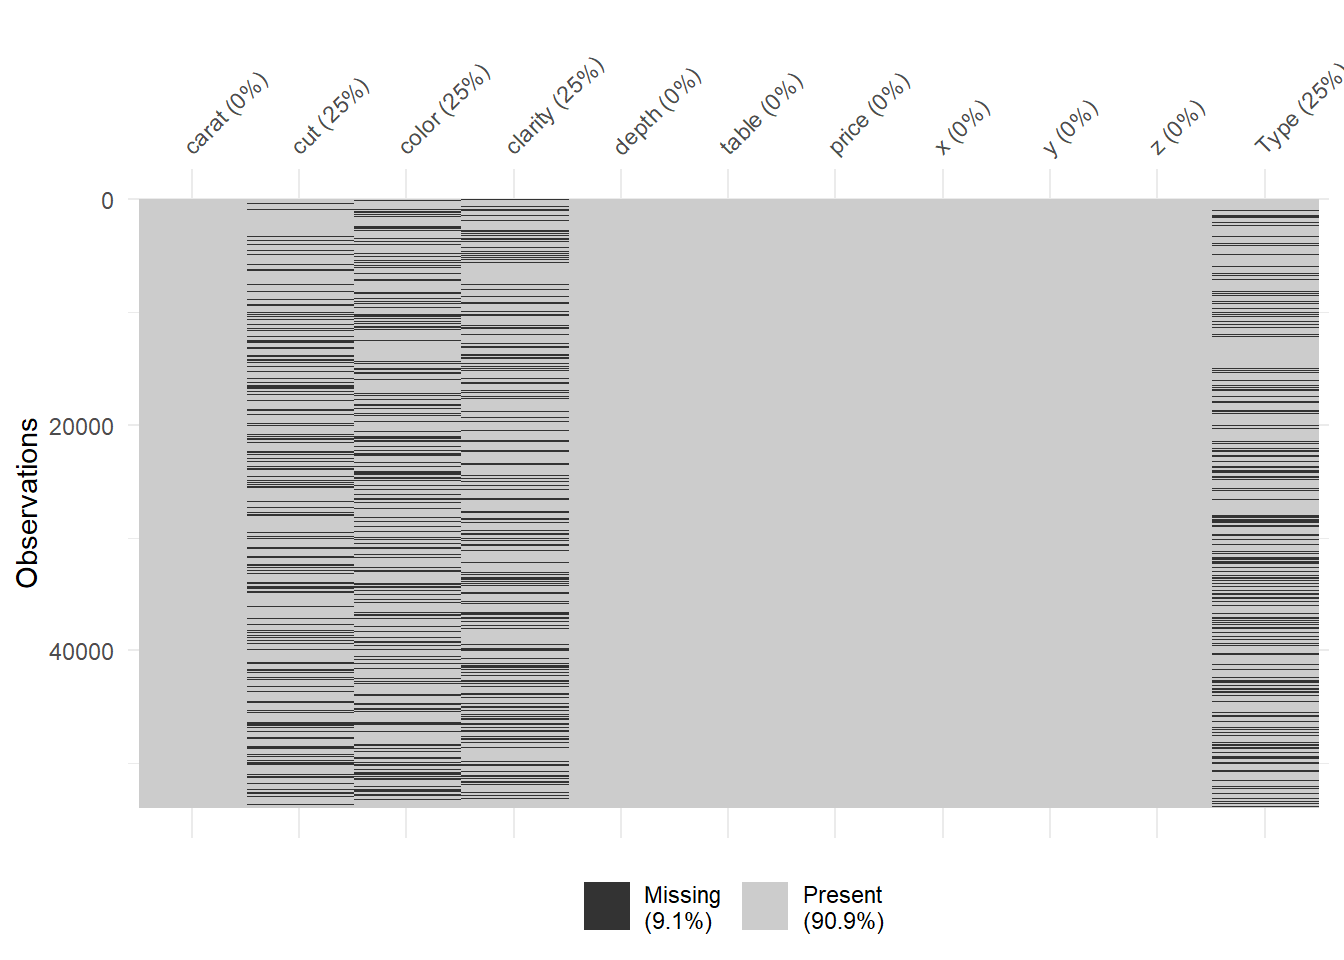 carat (0%)
cut (25%)
color (25%)
clarity (25%)
depth (0%)
table (0%)
price (0%)
x (0%)
y (0%)
z (0%)
Type (25%
0
20000
40000
Observations
Missing
(9.1%)
Present
(90.9%)